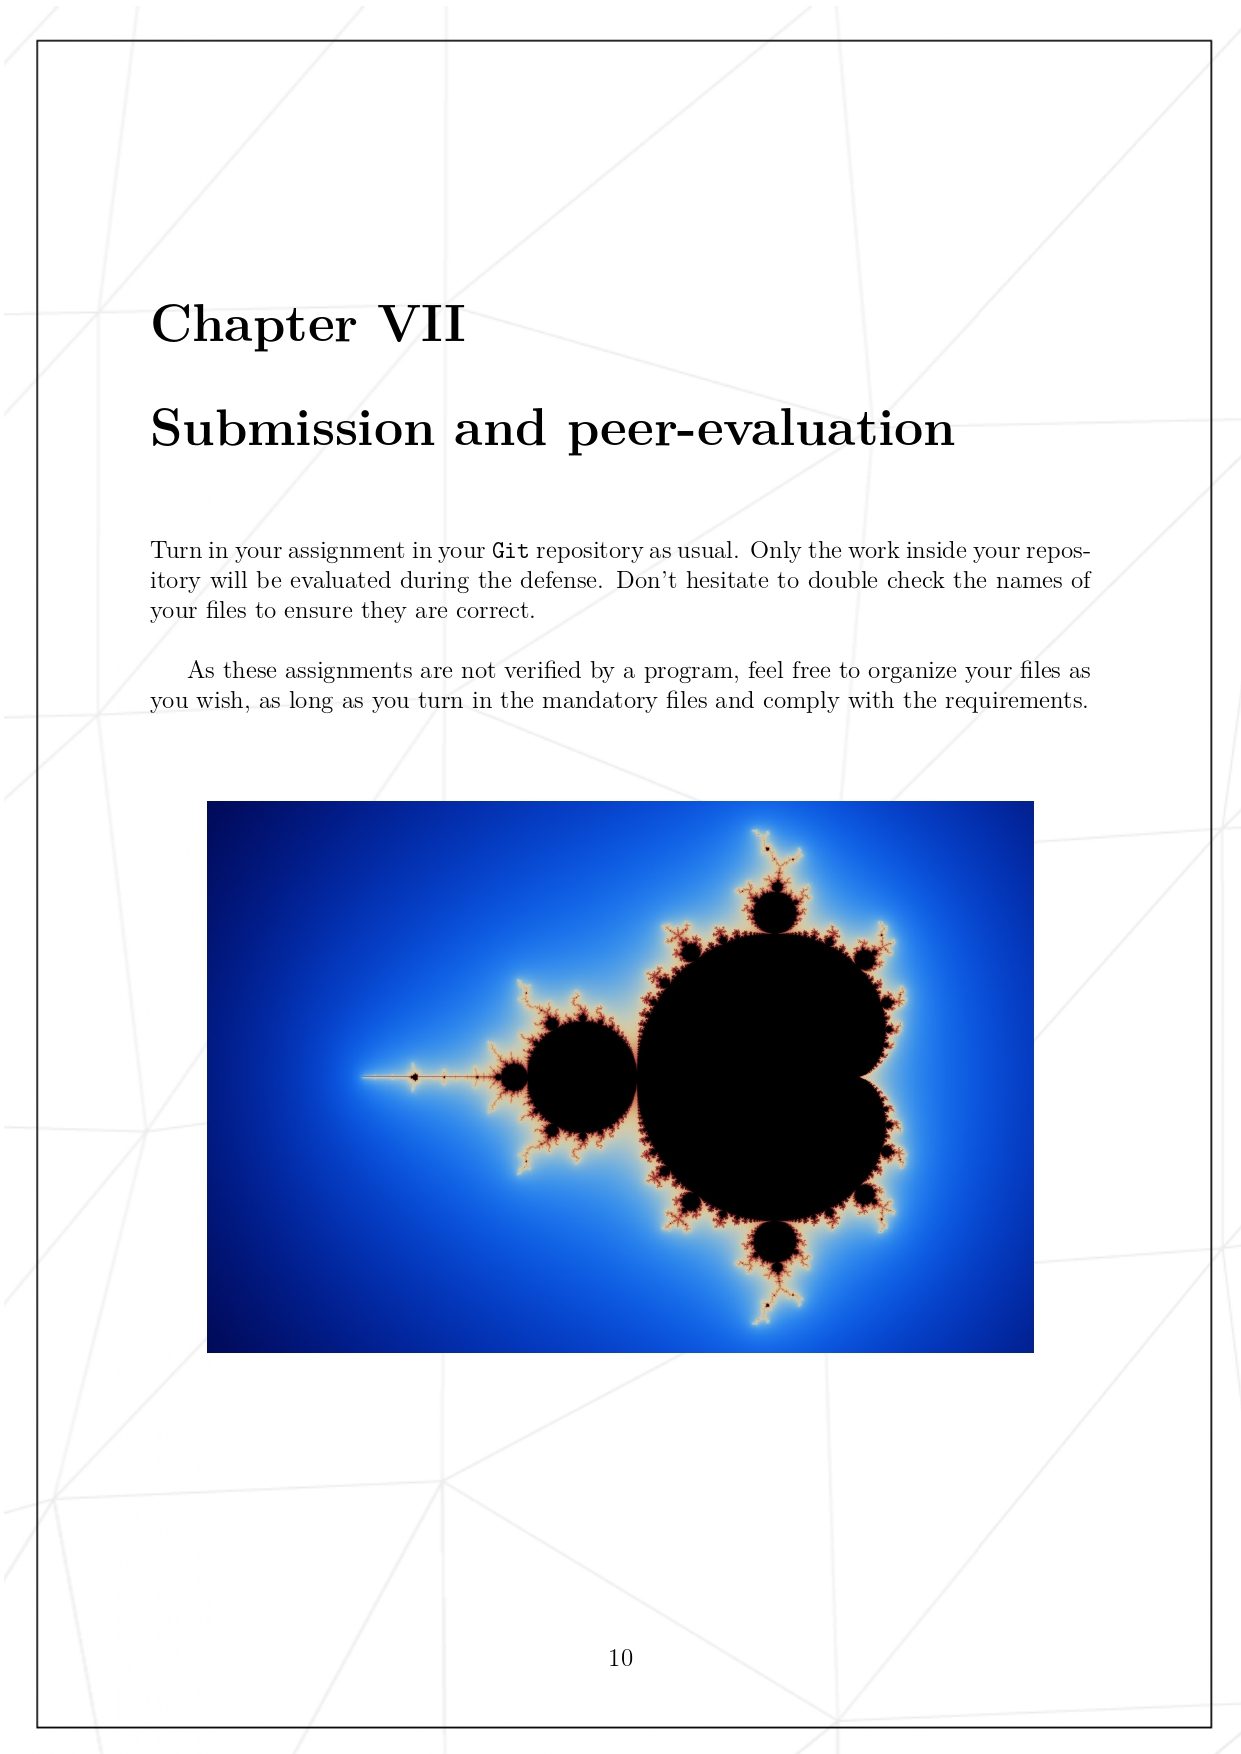 Chapter VII
Submission and peer-evaluation
Turn in your assignment in your Git repository as usual. Only the work inside your repos-
itory will be evaluated during the defense. Don't hesitate to double check the names of
your files to ensure they are correct.
As these assignments are not verified by a program, feel free to organize your files as
you wish, as long as you turn in the mandatory files and comply with the requirements.
10